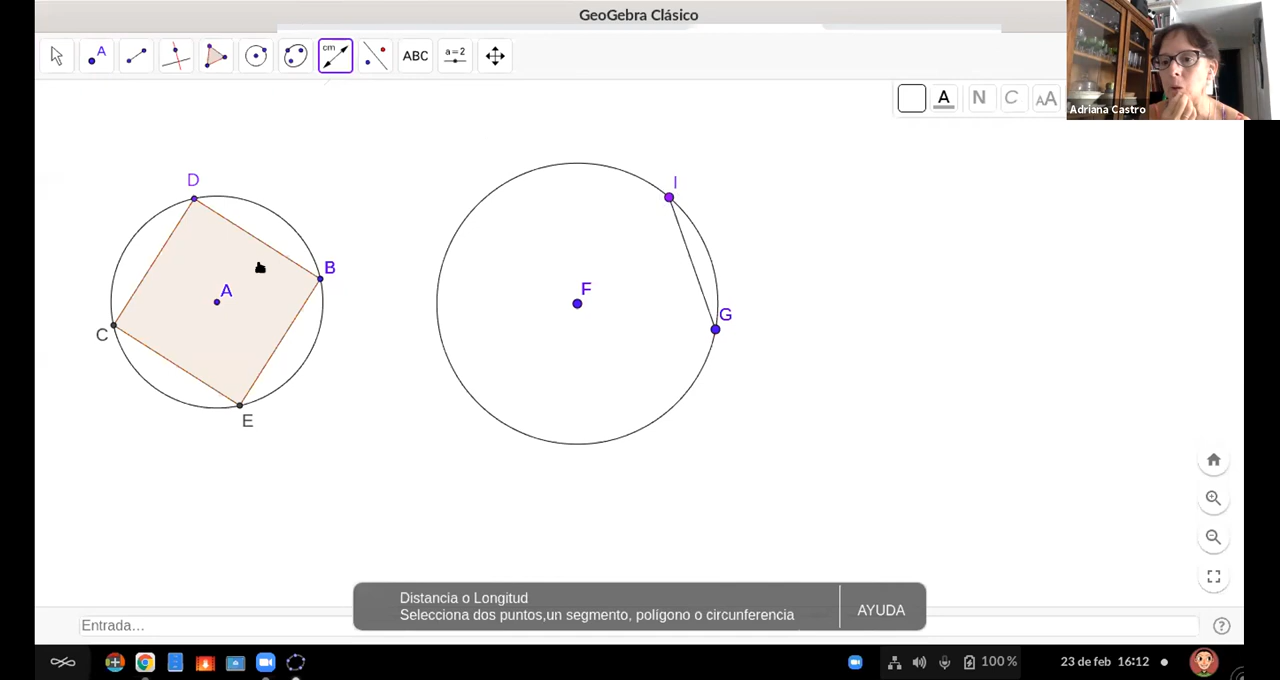 GeoGebra Clásico
A
cm
ABC
a=2
A
N
C
AA
Adriana Castro
D
I
B
A
F
G
C
E
Distancia o Longitud
Selecciona dos puntos,un segmento, polígono o circunferencia
AYUDA
Entrada...
?
100 %
23 de feb 16:12